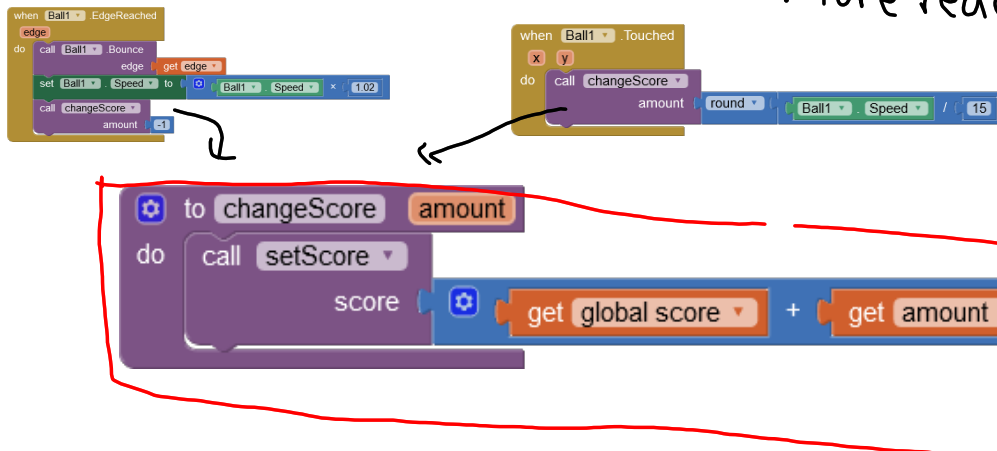 when Ball1 .EdgeReached
edge
do call Ball1 .Bounce
edge get edge
set Ball1 . Speed to Ball1 . Speed × 1.02
call changeScore
amount -1
when Ball1 .Touched
x y
do call changeScore
amount round Ball1 . Speed / 15
to changeScore amount
do call setScore
score get global score + get amount